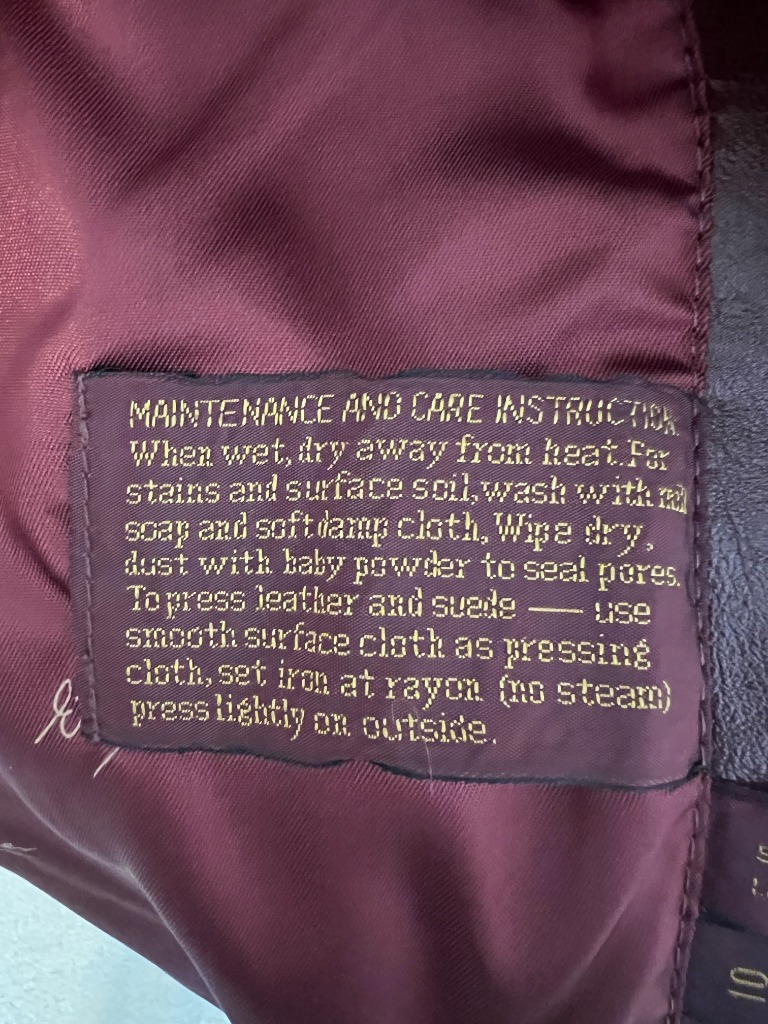 MAINTENANCE AND CARE INSTRUCTION
When wet, dry away from heat. For
stains and surface soil, wash with
soap and soft damp cloth, Wipe dry,
dust with baby powder to seal pores.
To press leather and suede — use
smooth surface cloth as pressing
cloth, set iron at rayon (no steam)
press lightly on outside.
10